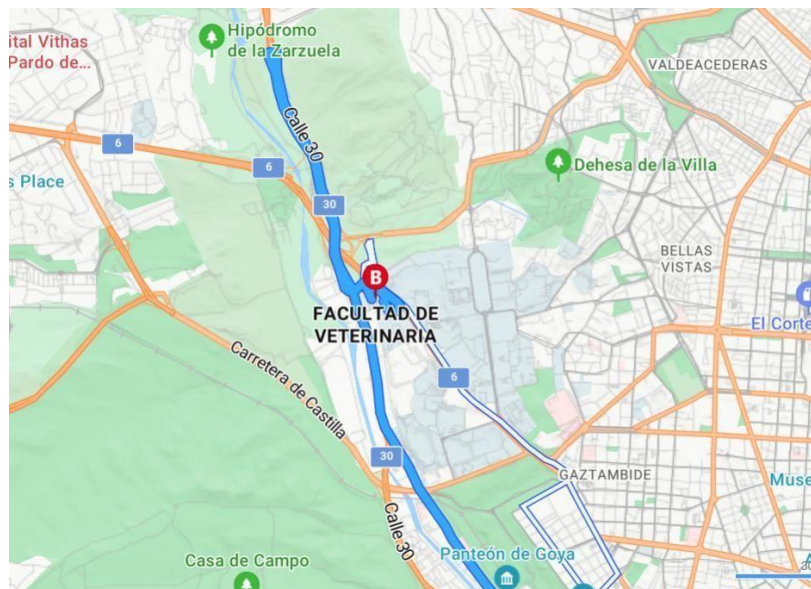 Hipódromo
de la Zarzuela
ital Vithas
Pardo de...
VALDEACEDERAS
Calle 30
6
6
s Place
Dehesa de la Villa
30
BELLAS
VISTAS
B
FACULTAD DE
VETERINARIA
El Corte
Carretera de Castilla
6
30
GAZTAMBIDE
Muse
Calle 30
Panteón de Goya
Casa de Campo
A
30